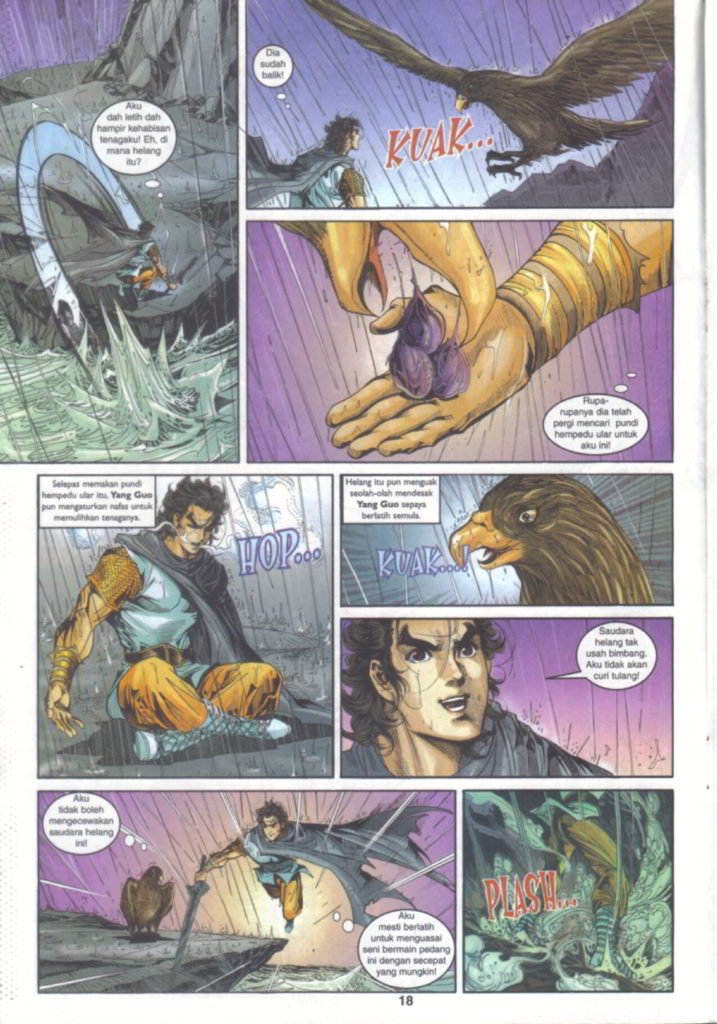 Aku
dah letih dah
hampir kehabisan
tenagaku! Eh, di
mana helang
itu?
Dia
sudah
balik!
KUAK...
Rupa-
rupanya dia telah
pergi mencari pundi
hempedu ular untuk
aku ini!
Selepas memakan pundi
hempedu ular itu, Yang Guo
pun mengaturkan nafas untuk
memulihkan tenaganya.
HOP...
Helang itu pun menguak
seolah-olah mendesak
Yang Guo sepaya
berlatih semula.
KUAK...!
Saudara
helang tak
usah bimbang.
Aku tidak akan
curi tulang!
Aku
tidak boleh
mengecewakan
saudara helang
ini!
Aku
mesti berlatih
untuk menguasai
seni bermain pedang
ini dengan secepat
yang mungkin!
PLASH...
18